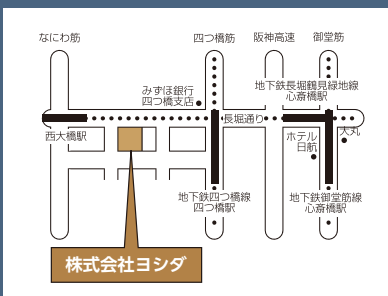 なにわ筋
四つ橋筋
阪神高速
御堂筋
みずほ銀行
四つ橋支店
地下鉄長堀鶴見緑地線
心斎橋駅
長堀通り
西大橋駅
ホテル
日航
大丸
地下鉄四つ橋線
四つ橋駅
地下鉄御堂筋線
心斎橋駅
株式会社ヨシダ